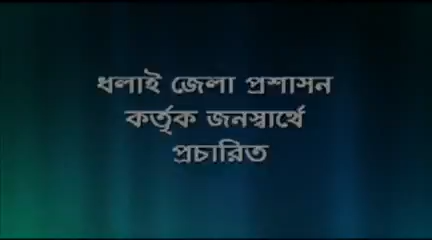 ধলাই জেলা প্রশাসন
কর্তৃক জনস্বার্থে
প্রচারিত